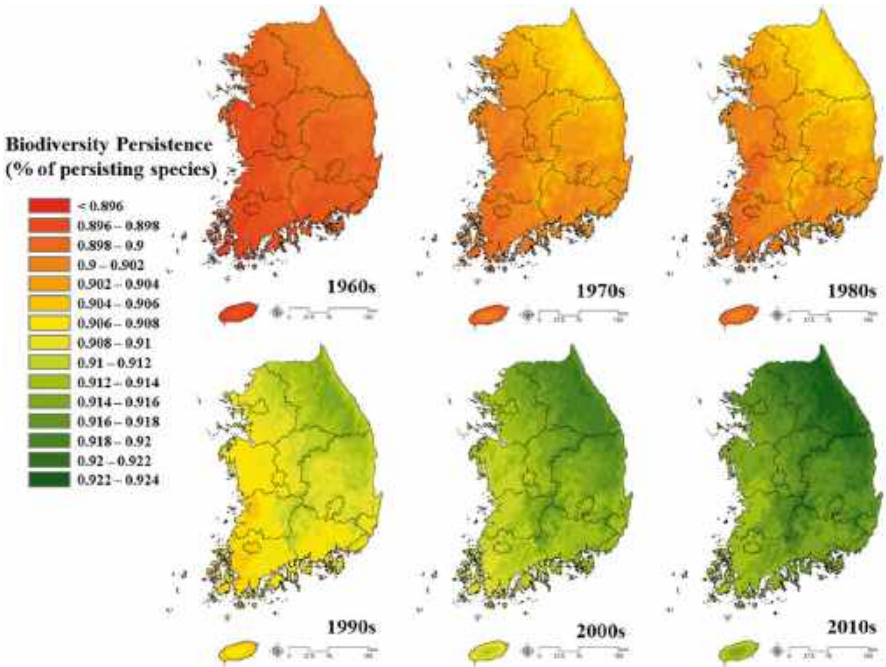 Biodiversity Persistence
(% of persisting species)
< 0.896
0.896 – 0.898
0.898 – 0.9
0.9 – 0.902
0.902 – 0.904
0.904 – 0.906
0.906 – 0.908
0.908 – 0.91
0.91 – 0.912
0.912 – 0.914
0.914 – 0.916
0.916 – 0.918
0.918 – 0.92
0.92 – 0.922
0.922 – 0.924
1960s
1970s
1980s
1990s
2000s
2010s